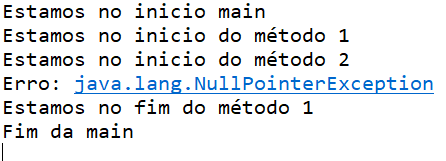 Estamos no inicio main
Estamos no inicio do método 1
Estamos no inicio do método 2
Erro: java.lang.NullPointerException
Estamos no fim do método 1
Fim da main